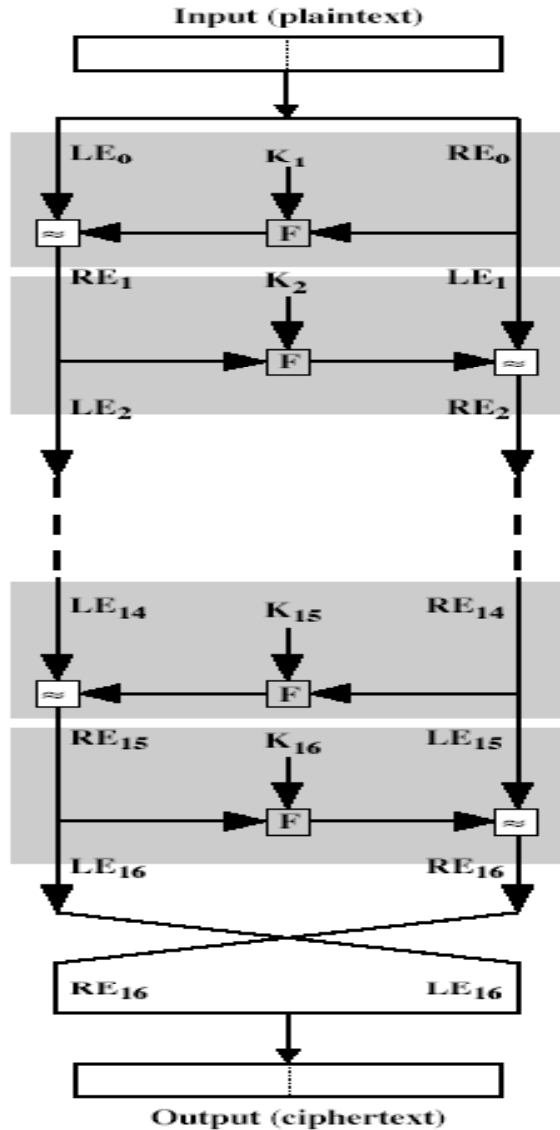 Input (plaintext)
LE0 K1 RE0
≈ F
RE1 K2 LE1
F ≈
LE2 RE2
LE14 K15 RE14
≈ F
RE15 K16 LE15
F ≈
LE16 RE16
RE16 LE16
Output (ciphertext)